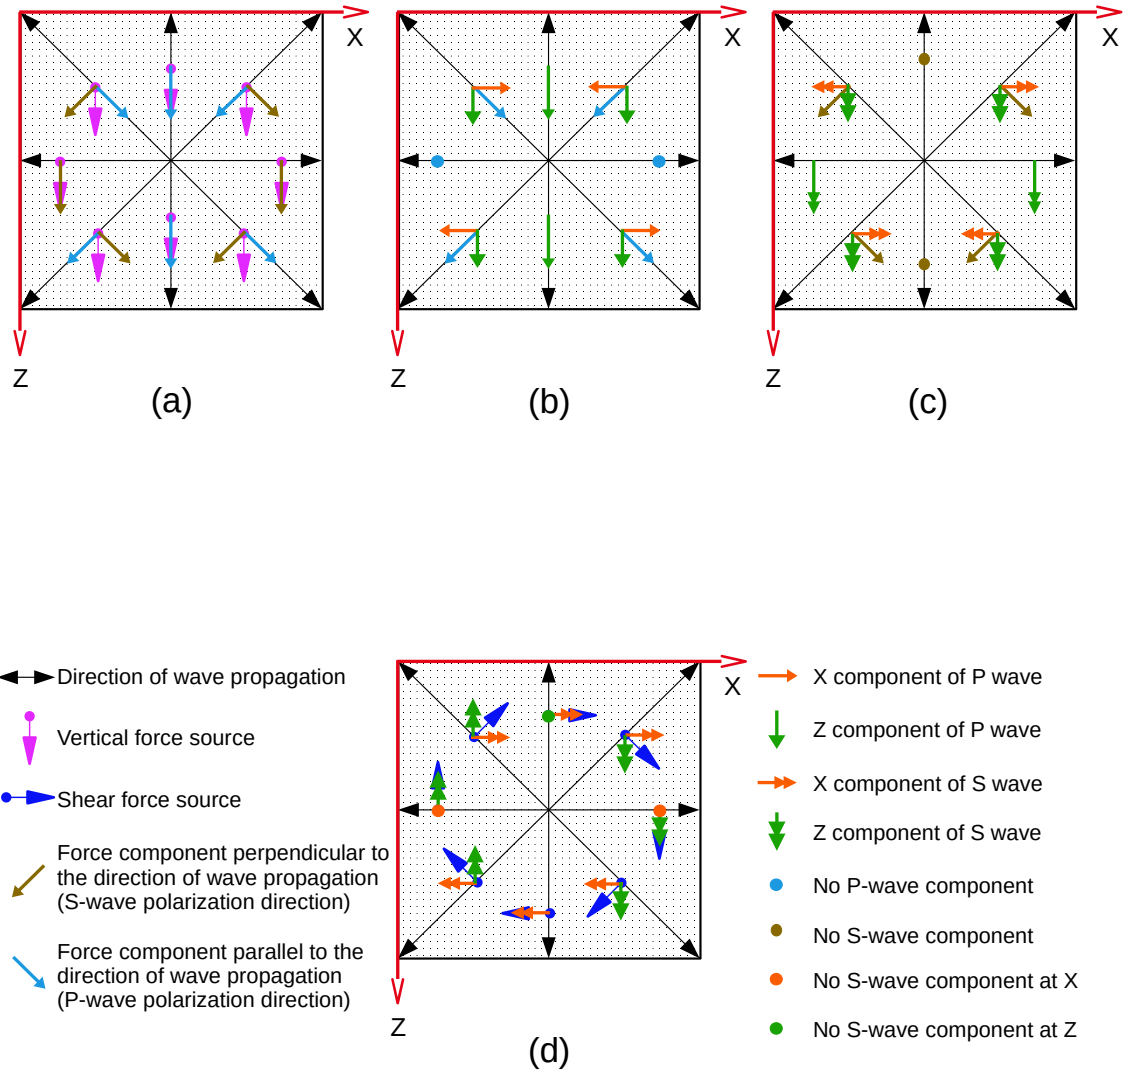 X
X
X
Z
Z
Z
(a)
(b)
(c)
Direction of wave propagation
Vertical force source
Shear force source
Force component perpendicular to
the direction of wave propagation
(S-wave polarization direction)
Force component parallel to the
direction of wave propagation
(P-wave polarization direction)
X
Z
(d)
X component of P wave
Z component of P wave
X component of S wave
Z component of S wave
No P-wave component
No S-wave component
No S-wave component at X
No S-wave component at Z